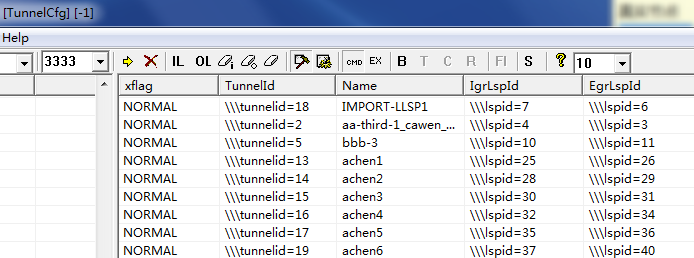 [TunnelCfg] [-1]
Help
3333 IL OL CMD EX B T C R FI S 10
xflag TunnelId Name IgrLspId EgrLspId
NORMAL \\\tunnelid=18 IMPORT-LLSP1 \\\lspid=7 \\\lspid=6
NORMAL \\\tunnelid=2 aa-third-1_cawen_... \\\lspid=4 \\\lspid=3
NORMAL \\\tunnelid=5 bbb-3 \\\lspid=10 \\\lspid=11
NORMAL \\\tunnelid=13 achen1 \\\lspid=25 \\\lspid=26
NORMAL \\\tunnelid=14 achen2 \\\lspid=28 \\\lspid=29
NORMAL \\\tunnelid=15 achen3 \\\lspid=30 \\\lspid=31
NORMAL \\\tunnelid=16 achen4 \\\lspid=32 \\\lspid=34
NORMAL \\\tunnelid=17 achen5 \\\lspid=35 \\\lspid=36
NORMAL \\\tunnelid=19 achen6 \\\lspid=37 \\\lspid=40